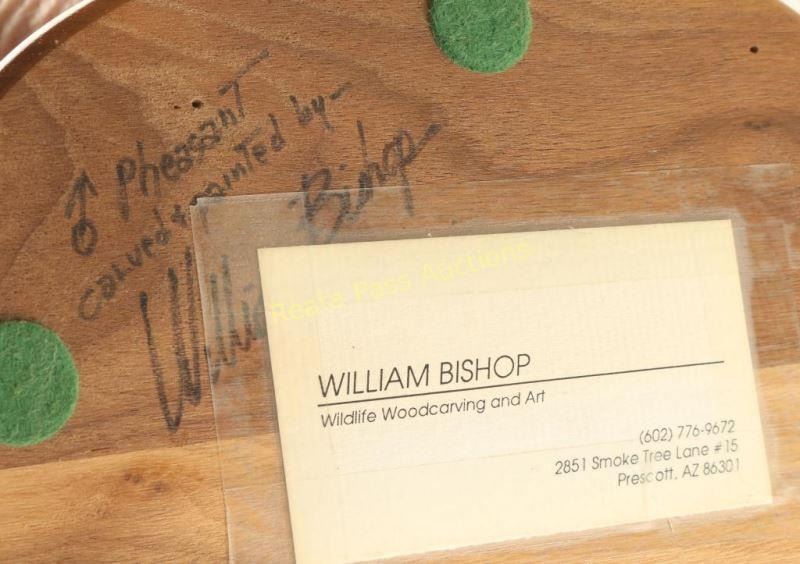 ♂ Pheasant
carved & painted by-
William Bishop
Reata Pass Auctions
WILLIAM BISHOP
Wildlife Woodcarving and Art
(602) 776-9672
2851 Smoke Tree Lane #15
Prescott, AZ 86301